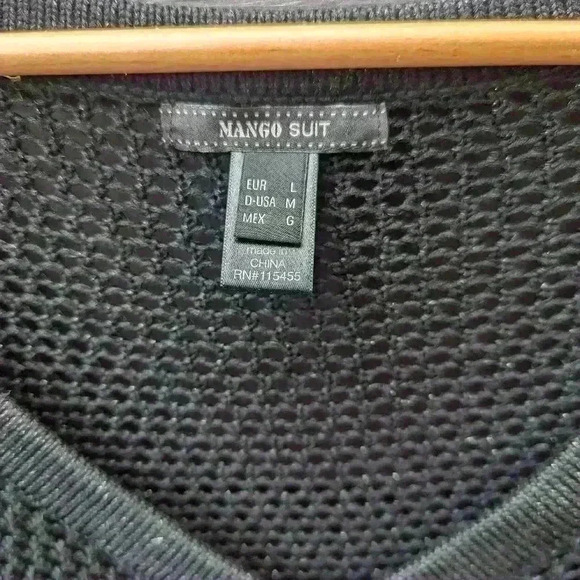 MANGO SUIT
EUR L
D-USA M
MEX G
made in
CHINA
RN#115455